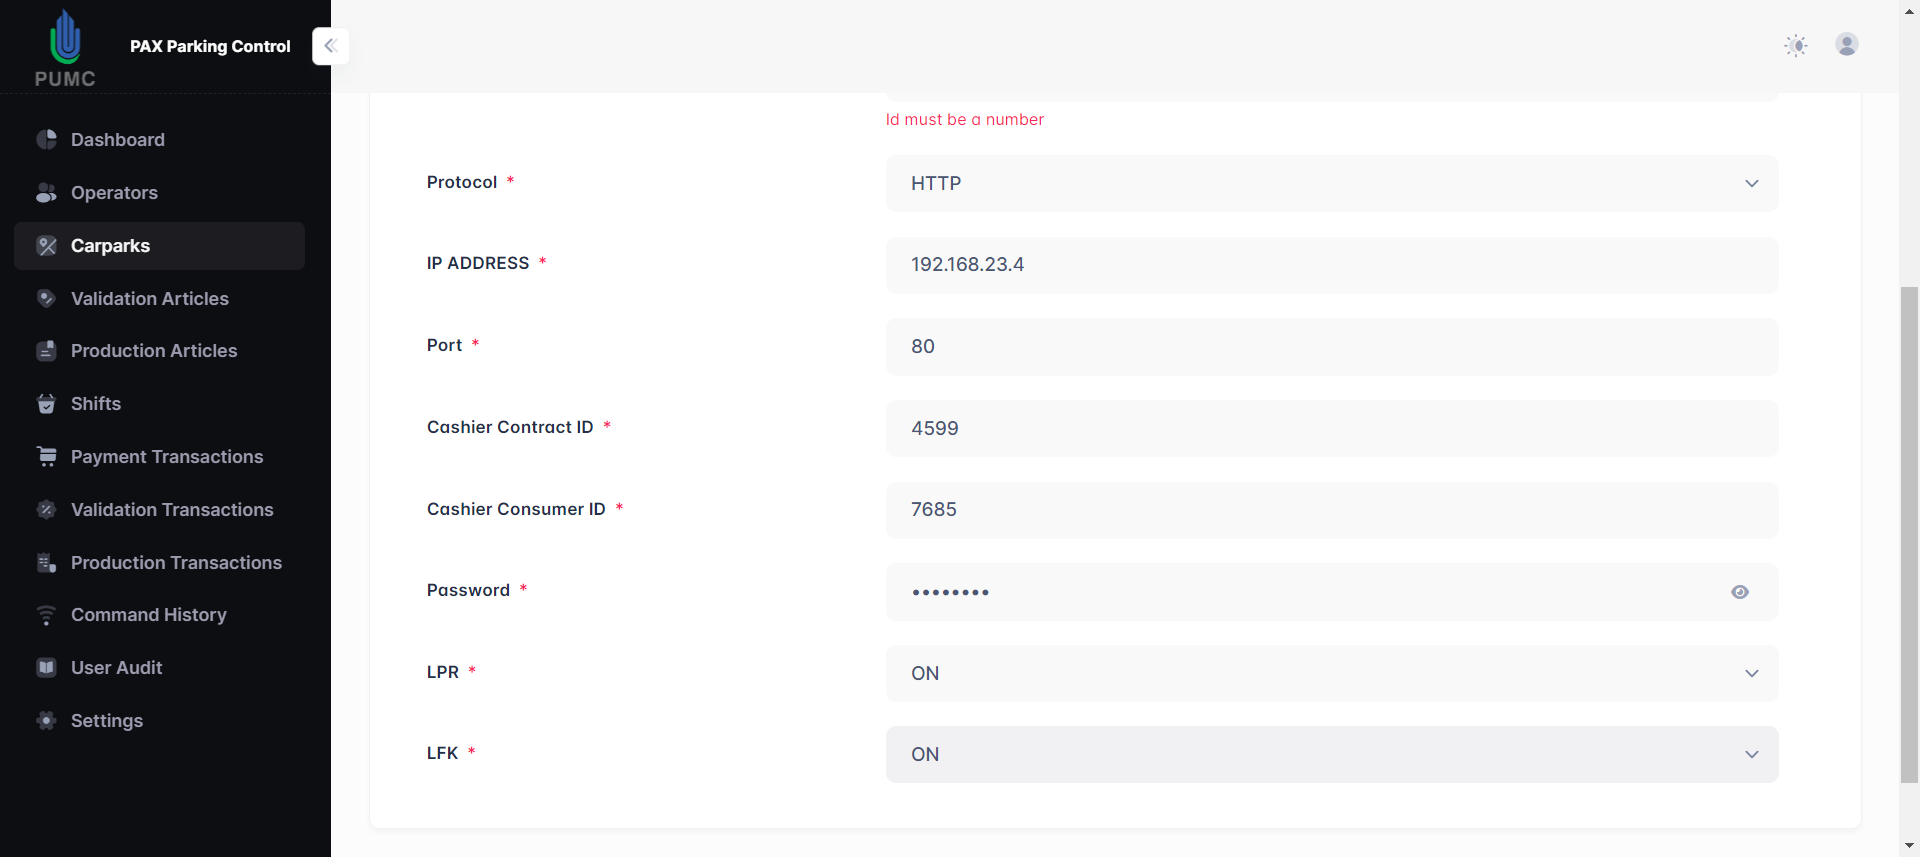 PUMC
PAX Parking Control
Dashboard
Operators
Carparks
Validation Articles
Production Articles
Shifts
Payment Transactions
Validation Transactions
Production Transactions
Command History
User Audit
Settings
Id must be a number
Protocol *
HTTP
IP ADDRESS *
192.168.23.4
Port *
80
Cashier Contract ID *
4599
Cashier Consumer ID *
7685
Password *
••••••••
LPR *
ON
LFK *
ON